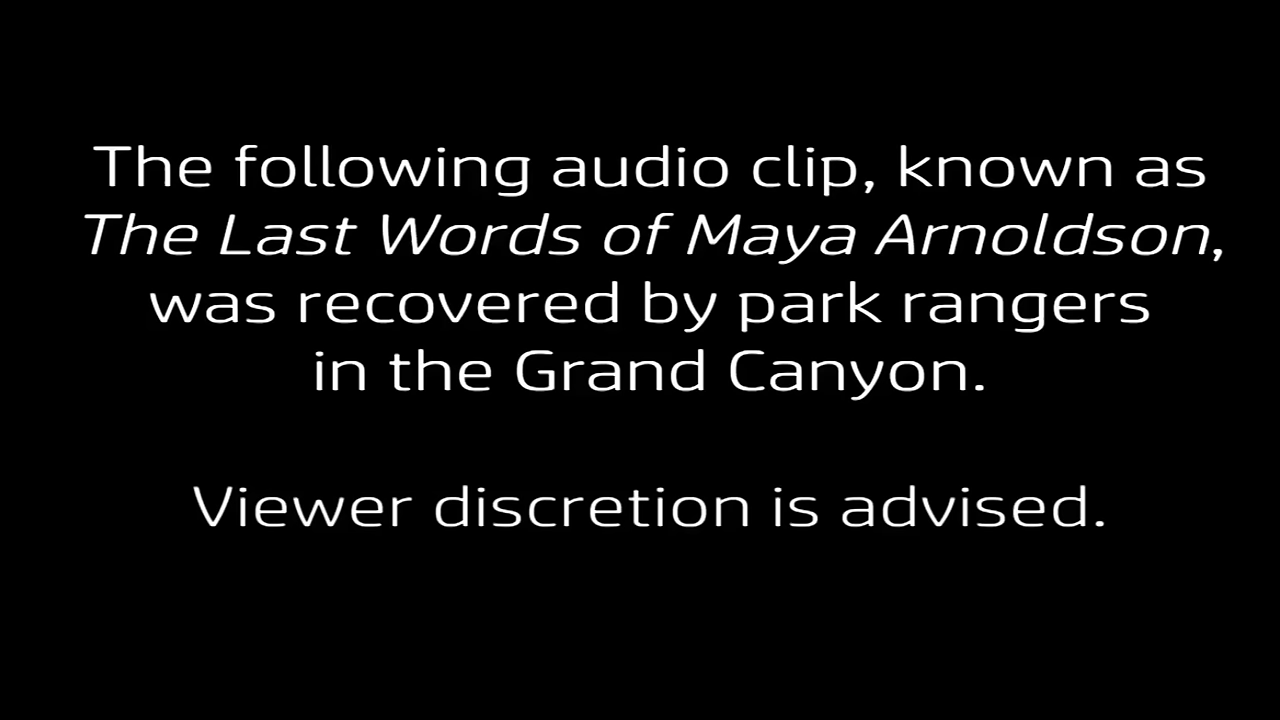 The following audio clip, known as
The Last Words of Maya Arnoldson,
was recovered by park rangers
in the Grand Canyon.
Viewer discretion is advised.